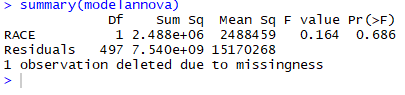 > summary(modelannova)
Df Sum Sq Mean Sq F value Pr(>F)
RACE 1 2.488e+06 2488459 0.164 0.686
Residuals 497 7.540e+09 15170268
1 observation deleted due to missingness
>